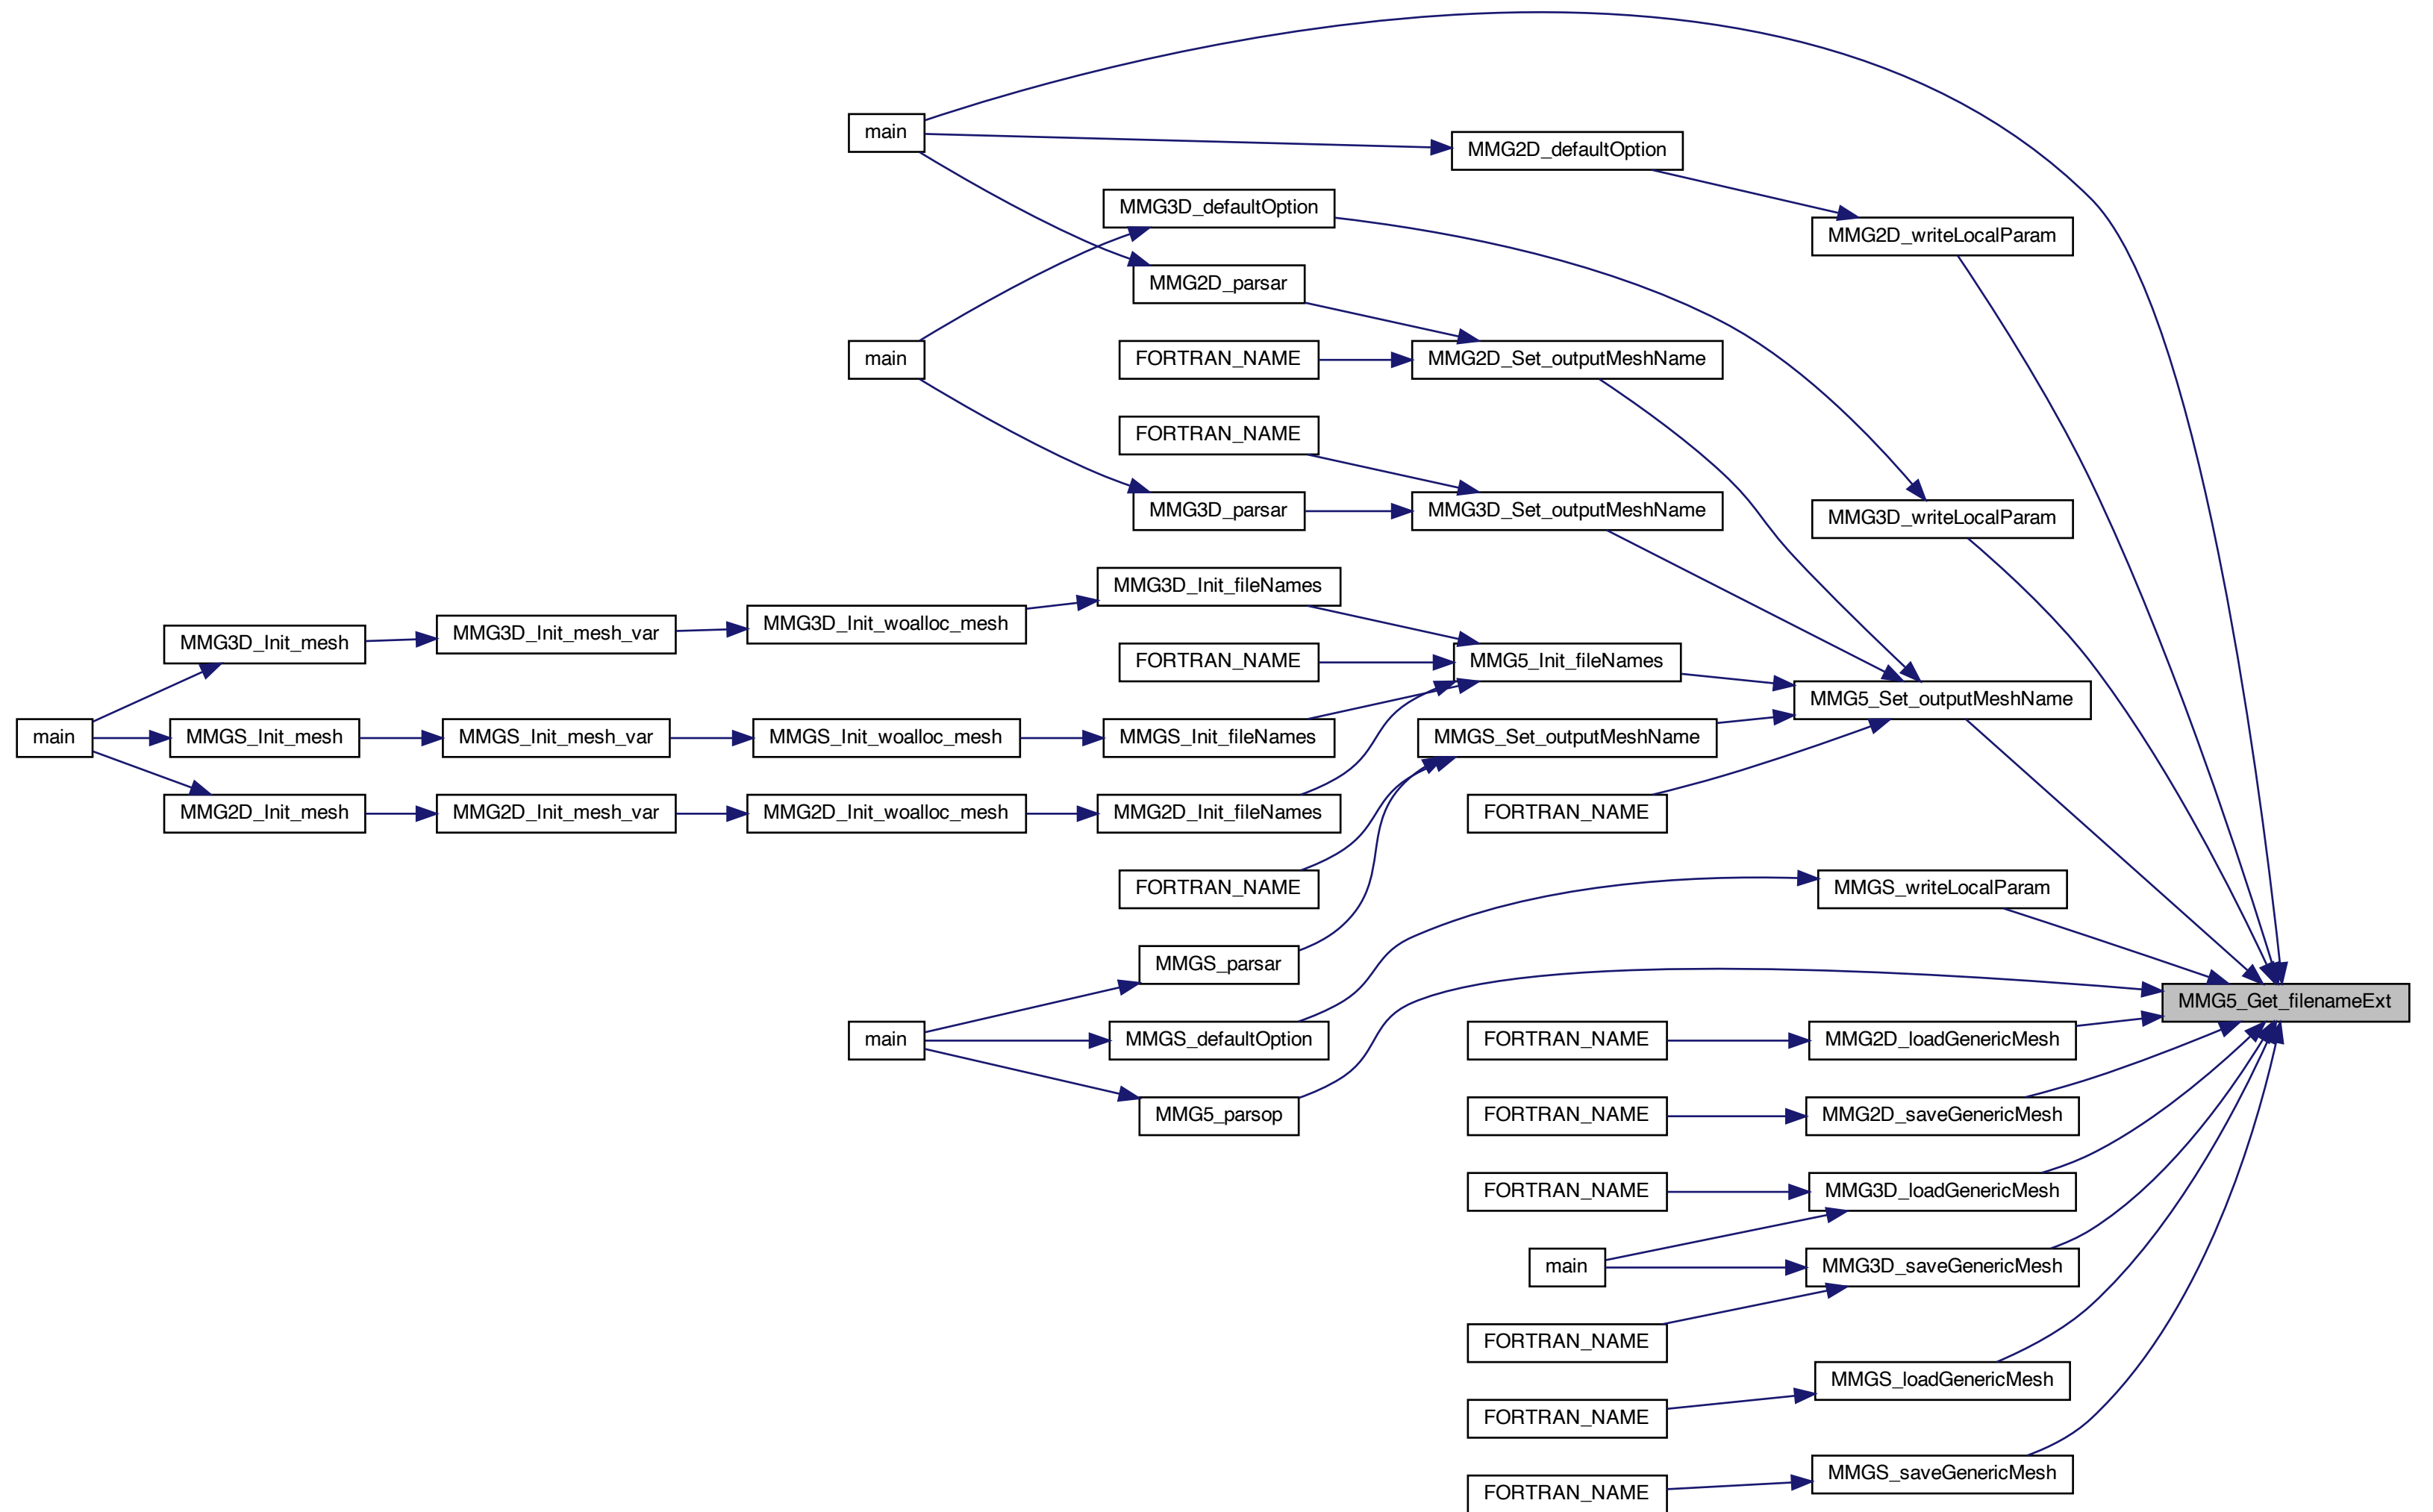 main
MMG2D_defaultOption
MMG3D_defaultOption
MMG2D_writeLocalParam
MMG2D_parsar
main
FORTRAN_NAME
MMG2D_Set_outputMeshName
FORTRAN_NAME
MMG3D_parsar
MMG3D_Set_outputMeshName
MMG3D_writeLocalParam
MMG3D_Init_fileNames
MMG3D_Init_mesh
MMG3D_Init_mesh_var
MMG3D_Init_woalloc_mesh
FORTRAN_NAME
MMG5_Init_fileNames
MMG5_Set_outputMeshName
main
MMGS_Init_mesh
MMGS_Init_mesh_var
MMGS_Init_woalloc_mesh
MMGS_Init_fileNames
MMGS_Set_outputMeshName
MMG2D_Init_mesh
MMG2D_Init_mesh_var
MMG2D_Init_woalloc_mesh
MMG2D_Init_fileNames
FORTRAN_NAME
FORTRAN_NAME
MMGS_writeLocalParam
MMGS_parsar
MMG5_Get_filenameExt
main
MMGS_defaultOption
FORTRAN_NAME
MMG2D_loadGenericMesh
MMG5_parsop
FORTRAN_NAME
MMG2D_saveGenericMesh
FORTRAN_NAME
MMG3D_loadGenericMesh
main
MMG3D_saveGenericMesh
FORTRAN_NAME
MMGS_loadGenericMesh
FORTRAN_NAME
MMGS_saveGenericMesh
FORTRAN_NAME